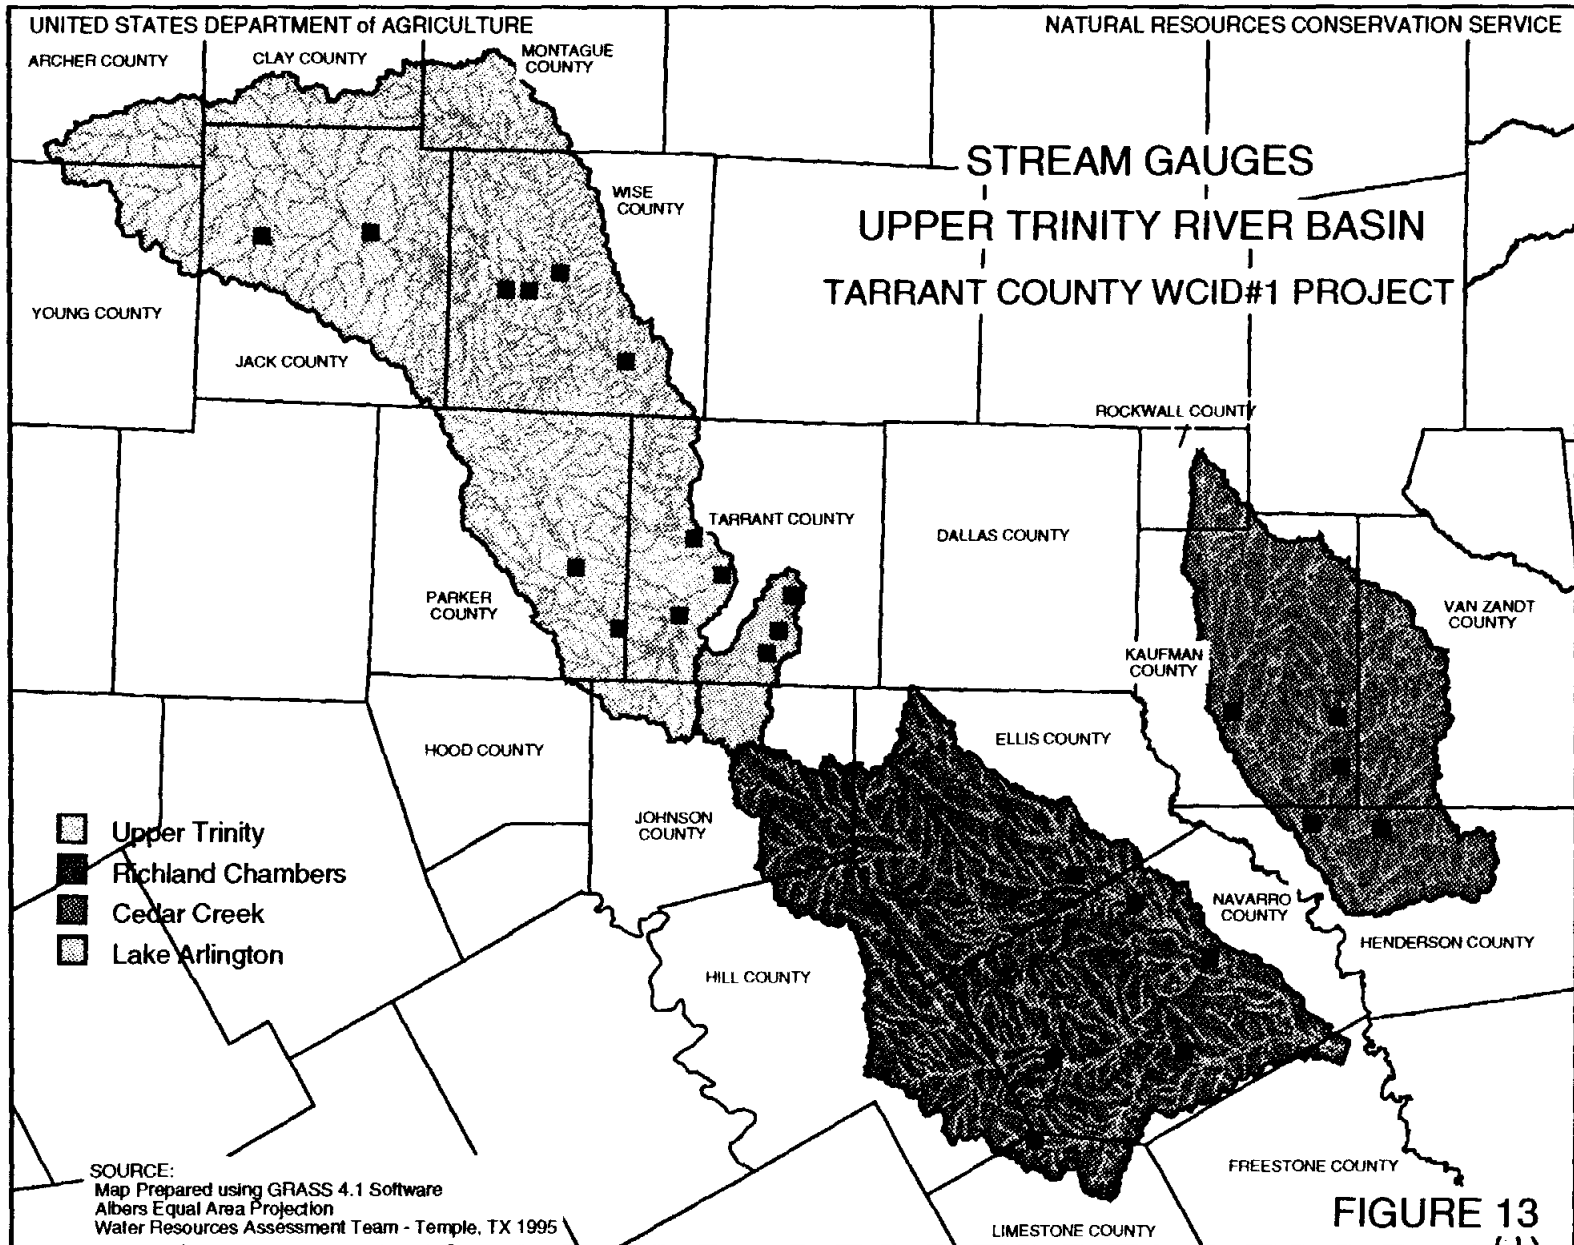 UNITED STATES DEPARTMENT of AGRICULTURE
NATURAL RESOURCES CONSERVATION SERVICE
ARCHER COUNTY
CLAY COUNTY
MONTAGUE
COUNTY
STREAM GAUGES
UPPER TRINITY RIVER BASIN
TARRANT COUNTY WCID#1 PROJECT
WISE
COUNTY
YOUNG COUNTY
JACK COUNTY
ROCKWALL COUNTY
TARRANT COUNTY
DALLAS COUNTY
PARKER
COUNTY
VAN ZANDT
COUNTY
KAUFMAN
COUNTY
HOOD COUNTY
ELLIS COUNTY
JOHNSON
COUNTY
Upper Trinity
Richland Chambers
Cedar Creek
Lake Arlington
NAVARRO
COUNTY
HENDERSON COUNTY
HILL COUNTY
FREESTONE COUNTY
LIMESTONE COUNTY
SOURCE:
Map Prepared using GRASS 4.1 Software
Albers Equal Area Projection
Water Resources Assessment Team - Temple, TX 1995
FIGURE 13